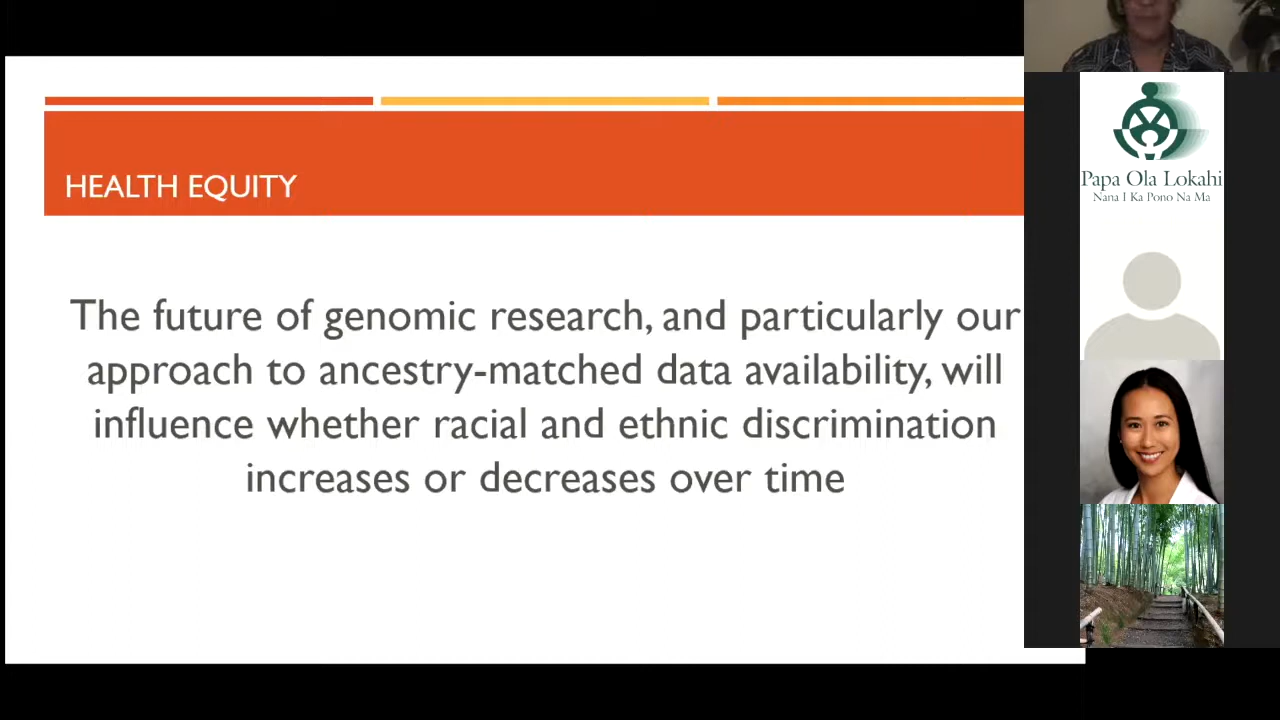 HEALTH EQUITY
The future of genomic research, and particularly our
approach to ancestry-matched data availability, will
influence whether racial and ethnic discrimination
increases or decreases over time
Papa Ola Lokahi
Nana I Ka Pono Na Ma